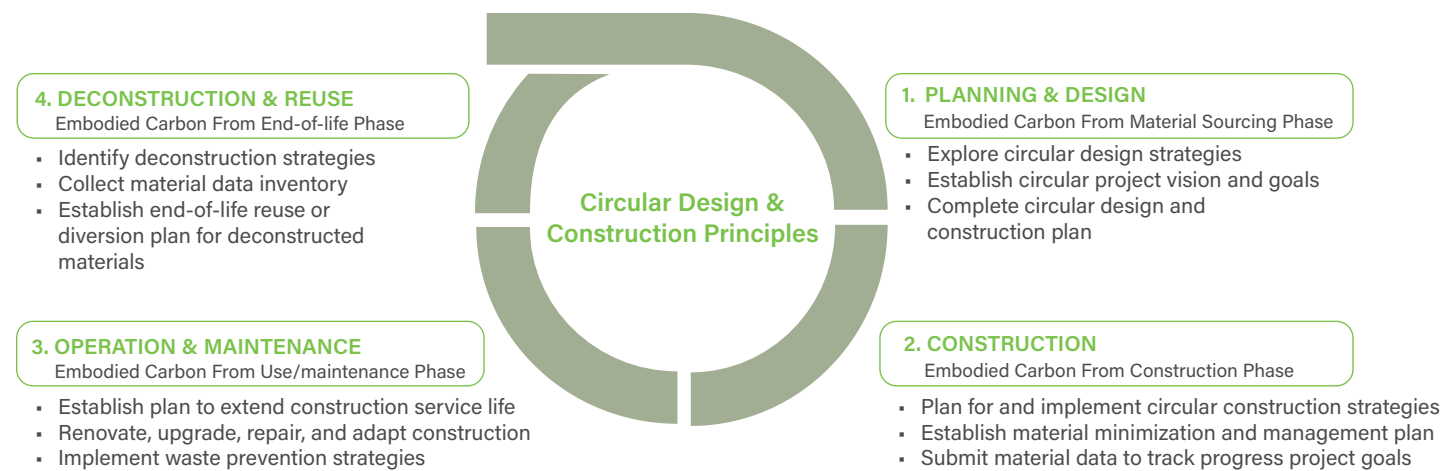 Circular Design &
Construction Principles
1. PLANNING & DESIGN
Embodied Carbon From Material Sourcing Phase
▪ Explore circular design strategies
▪ Establish circular project vision and goals
▪ Complete circular design and
construction plan
2. CONSTRUCTION
Embodied Carbon From Construction Phase
▪ Plan for and implement circular construction strategies
▪ Establish material minimization and management plan
▪ Submit material data to track progress project goals
3. OPERATION & MAINTENANCE
Embodied Carbon From Use/maintenance Phase
▪ Establish plan to extend construction service life
▪ Renovate, upgrade, repair, and adapt construction
▪ Implement waste prevention strategies
4. DECONSTRUCTION & REUSE
Embodied Carbon From End-of-life Phase
▪ Identify deconstruction strategies
▪ Collect material data inventory
▪ Establish end-of-life reuse or
diversion plan for deconstructed
materials